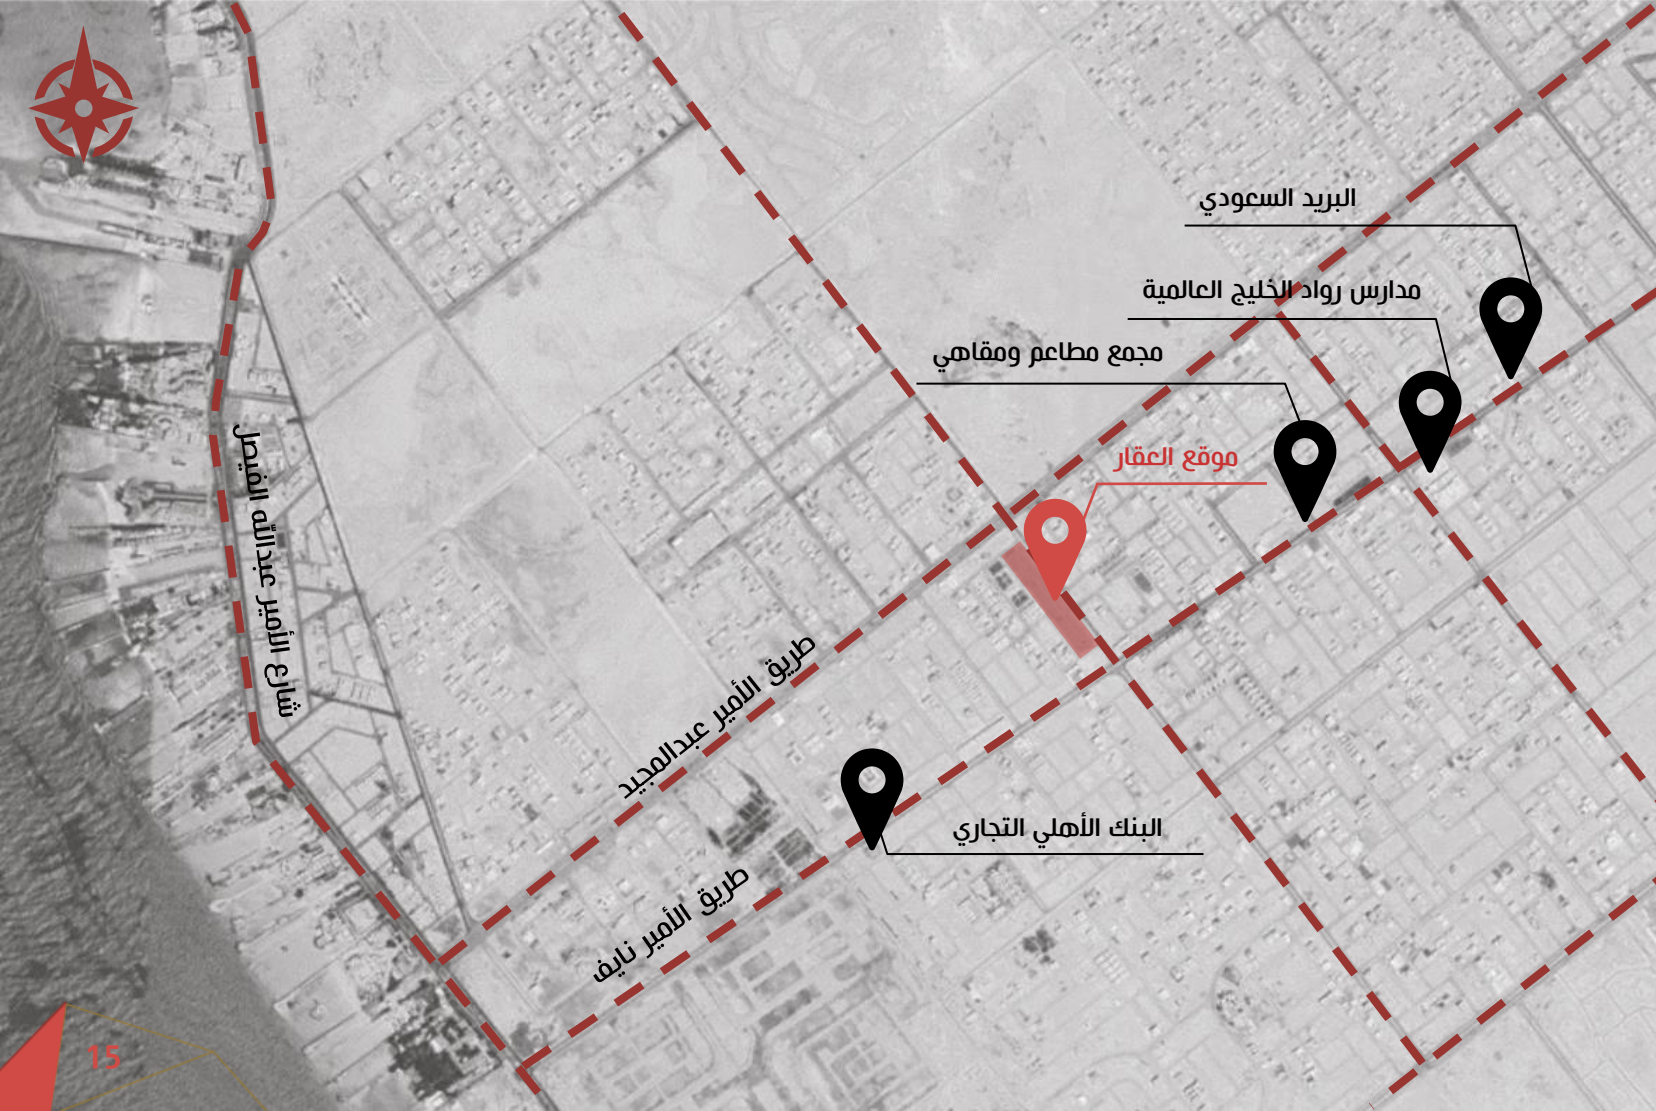 البريد السعودي
مدارس رواد الخليج العالمية
مجمع مطاعم ومقاهي
موقع العقار
شارع الأمير عبدالله الفيصل
طريق الأمير عبدالمجيد
البنك الأهلي التجاري
طريق الأمير نايف
15